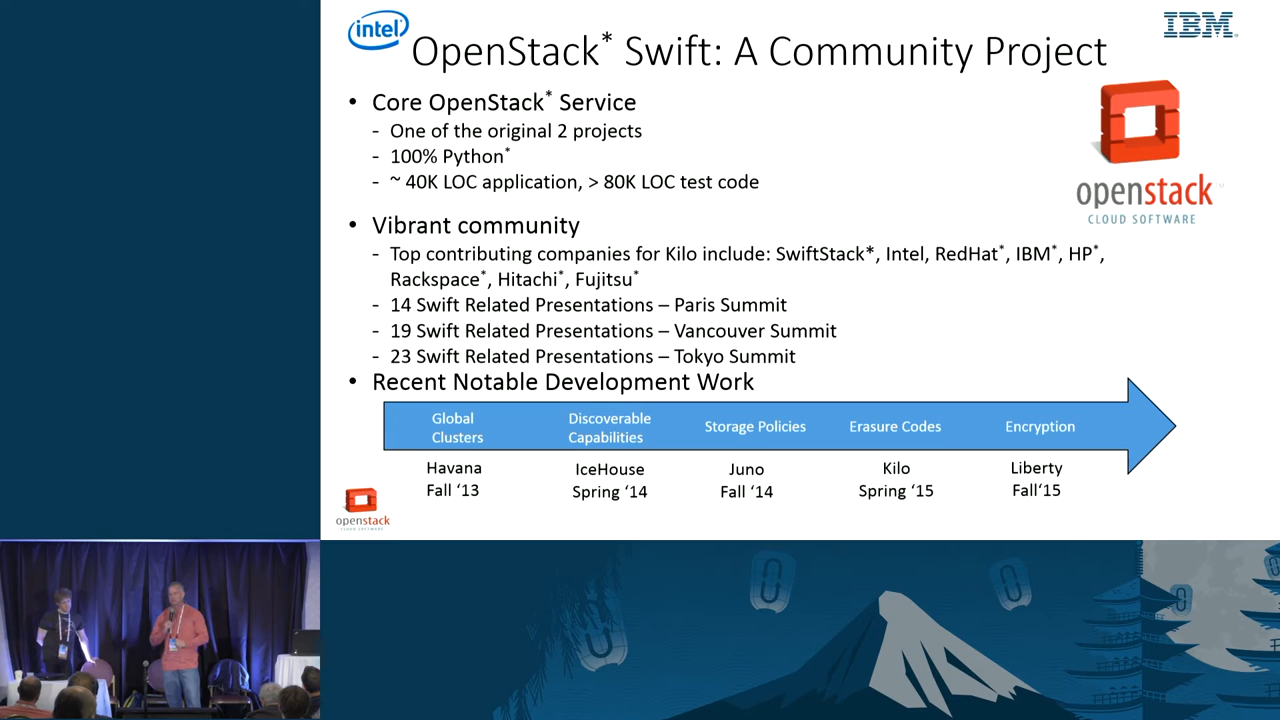 intel
OpenStack* Swift: A Community Project
IBM
• Core OpenStack* Service
- One of the original 2 projects
- 100% Python*
- ~ 40K LOC application, > 80K LOC test code
openstack
CLOUD SOFTWARE
• Vibrant community
- Top contributing companies for Kilo include: SwiftStack*, Intel, RedHat*, IBM*, HP*,
Rackspace*, Hitachi*, Fujitsu*
- 14 Swift Related Presentations – Paris Summit
- 19 Swift Related Presentations – Vancouver Summit
- 23 Swift Related Presentations – Tokyo Summit
• Recent Notable Development Work
Global
Clusters
Discoverable
Capabilities
Storage Policies
Erasure Codes
Encryption
Havana
Fall ‘13
IceHouse
Spring ‘14
Juno
Fall ‘14
Kilo
Spring ‘15
Liberty
Fall‘15
openstack
CLOUD SOFTWARE